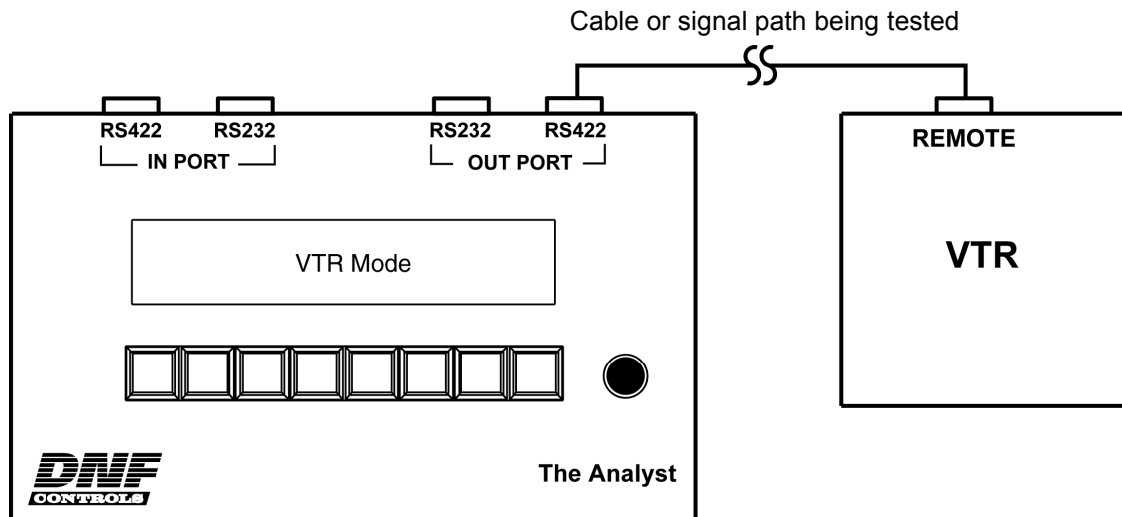 Cable or signal path being tested
RS422 RS232 RS232 RS422
IN PORT OUT PORT
REMOTE
VTR
VTR Mode
DNF
CONTROLS
The Analyst